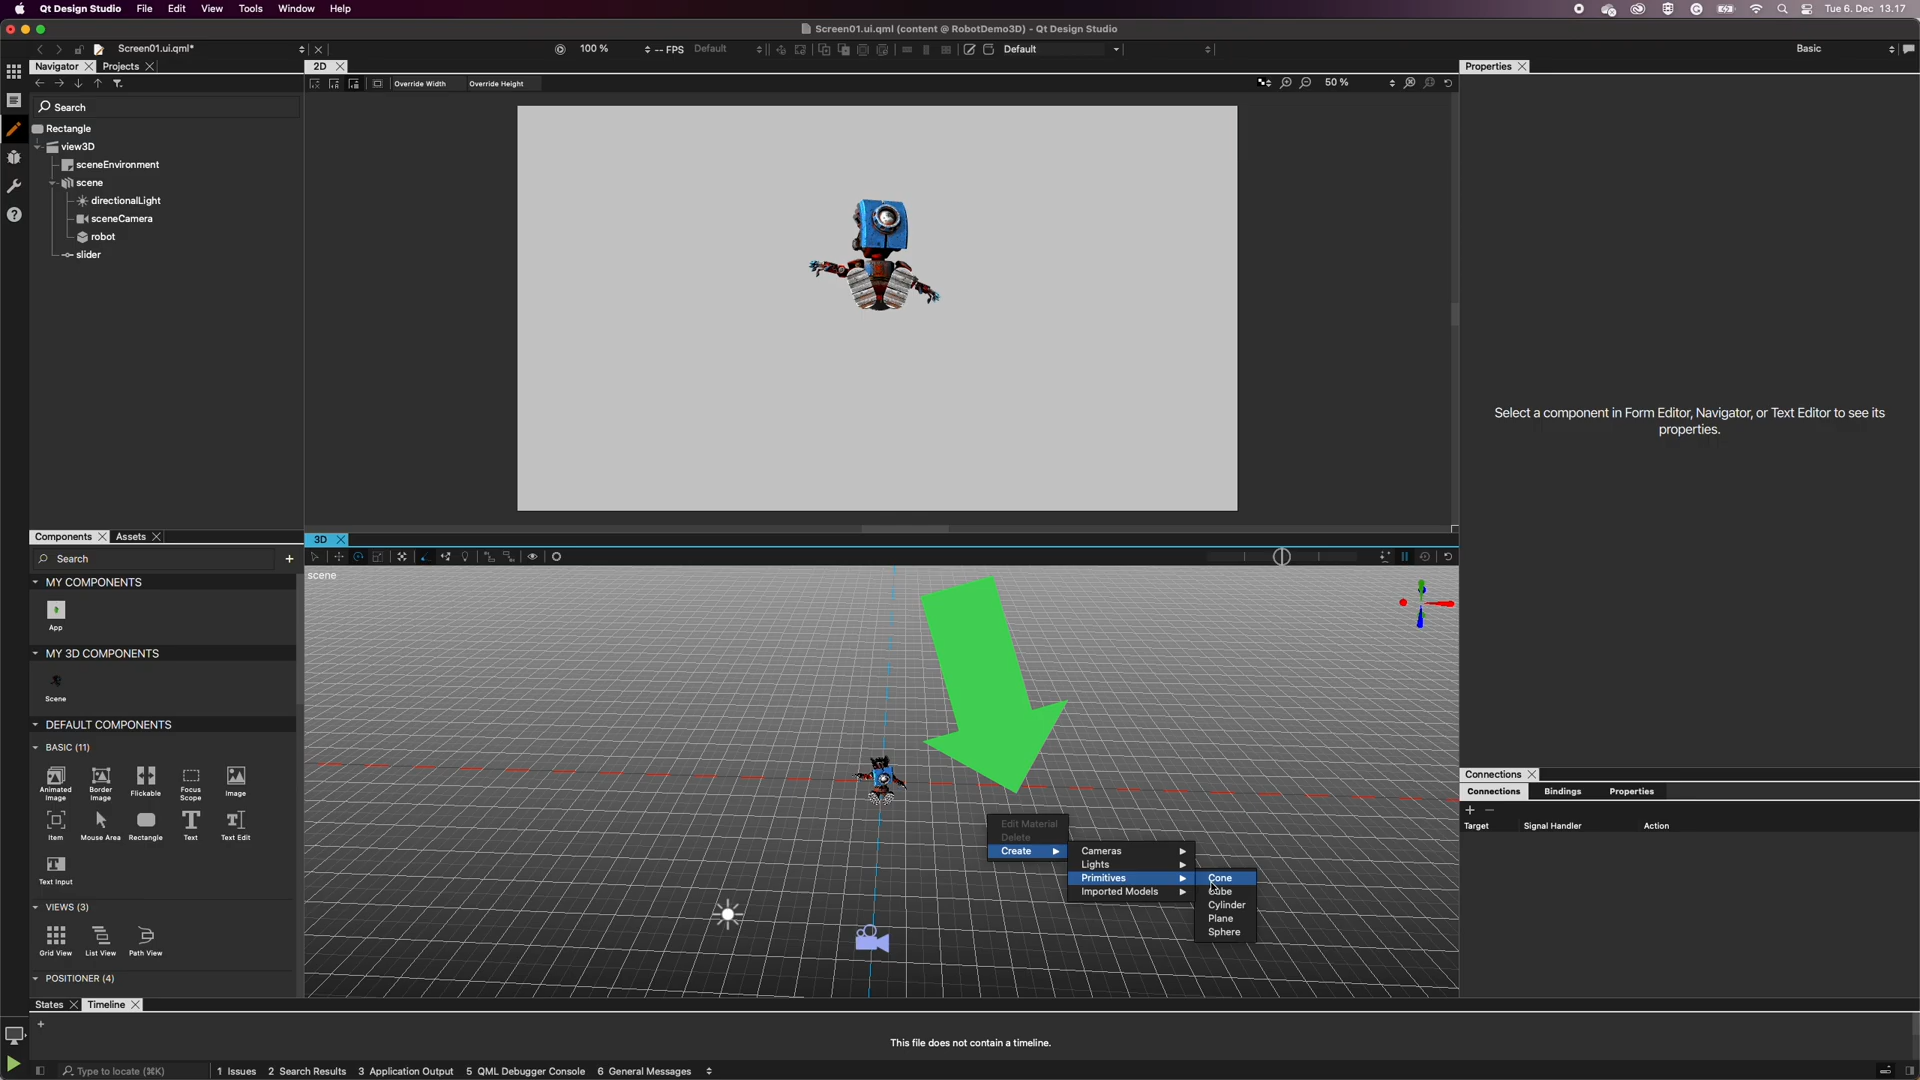 Qt Design Studio File Edit View Tools Window Help Tue 6. Dec 13.17
Screen01.ui.qml (content @ RobotDemo3D) - Qt Design Studio
Screen01.ui.qml* 100 % -- FPS Default Default Basic
Navigator Projects 2D Properties
Override Width Override Height 50 %
Search
Rectangle
view3D
sceneEnvironment
scene
directionalLight
sceneCamera
robot
slider
Select a component in Form Editor, Navigator, or Text Editor to see its
properties.
Components Assets 3D
Search
scene
MY COMPONENTS
App
MY 3D COMPONENTS
Scene
DEFAULT COMPONENTS
BASIC (11)
Animated Image
Border Image
Flickable
Focus Scope
Image
Item Mouse Area Rectangle Text Text Edit
Text Input
VIEWS (3)
Grid View List View Path View
POSITIONER (4)
Edit Material
Delete
Create
Cameras
Lights
Primitives
Imported Models
Cone
Cube
Cylinder
Plane
Sphere
Connections
Connections Bindings Properties
Target Signal Handler Action
States Timeline
This file does not contain a timeline.
Type to locate (⌘K) 1 Issues 2 Search Results 3 Application Output 5 QML Debugger Console 6 General Messages